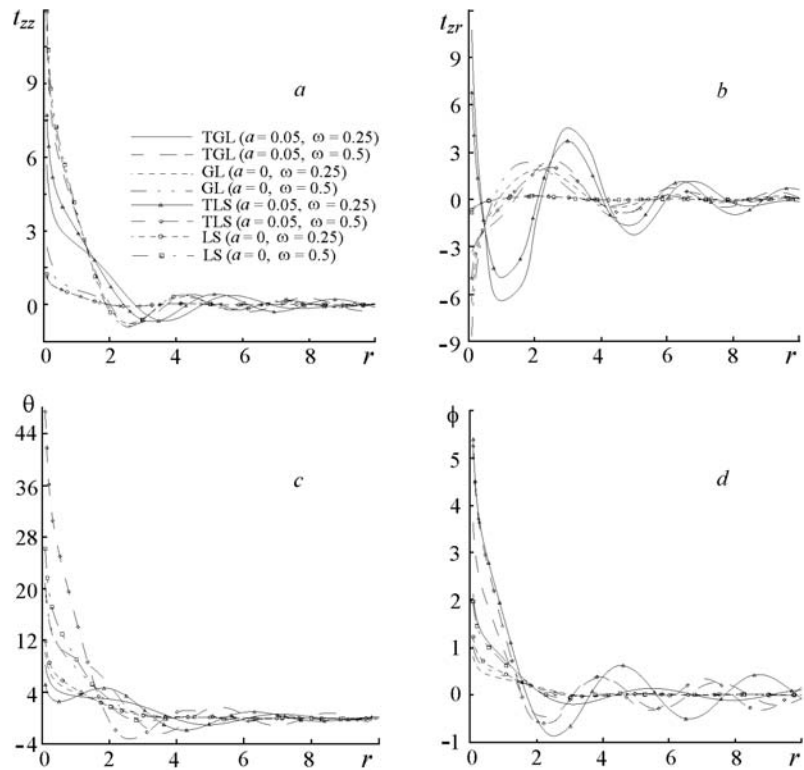 t_zz
12
9
6
3
0
0 2 4 6 8 r
a
TGL (a = 0.05, ω = 0.25)
TGL (a = 0.05, ω = 0.5)
GL (a = 0, ω = 0.25)
GL (a = 0, ω = 0.5)
TLS (a = 0.05, ω = 0.25)
TLS (a = 0.05, ω = 0.5)
LS (a = 0, ω = 0.25)
LS (a = 0, ω = 0.5)
t_zr
9
6
3
0
-3
-6
-9
0 2 4 6 8 r
b
θ
44
36
28
20
12
4
-4
0 2 4 6 8 r
c
ϕ
5
4
3
2
1
0
-1
0 2 4 6 8 r
d